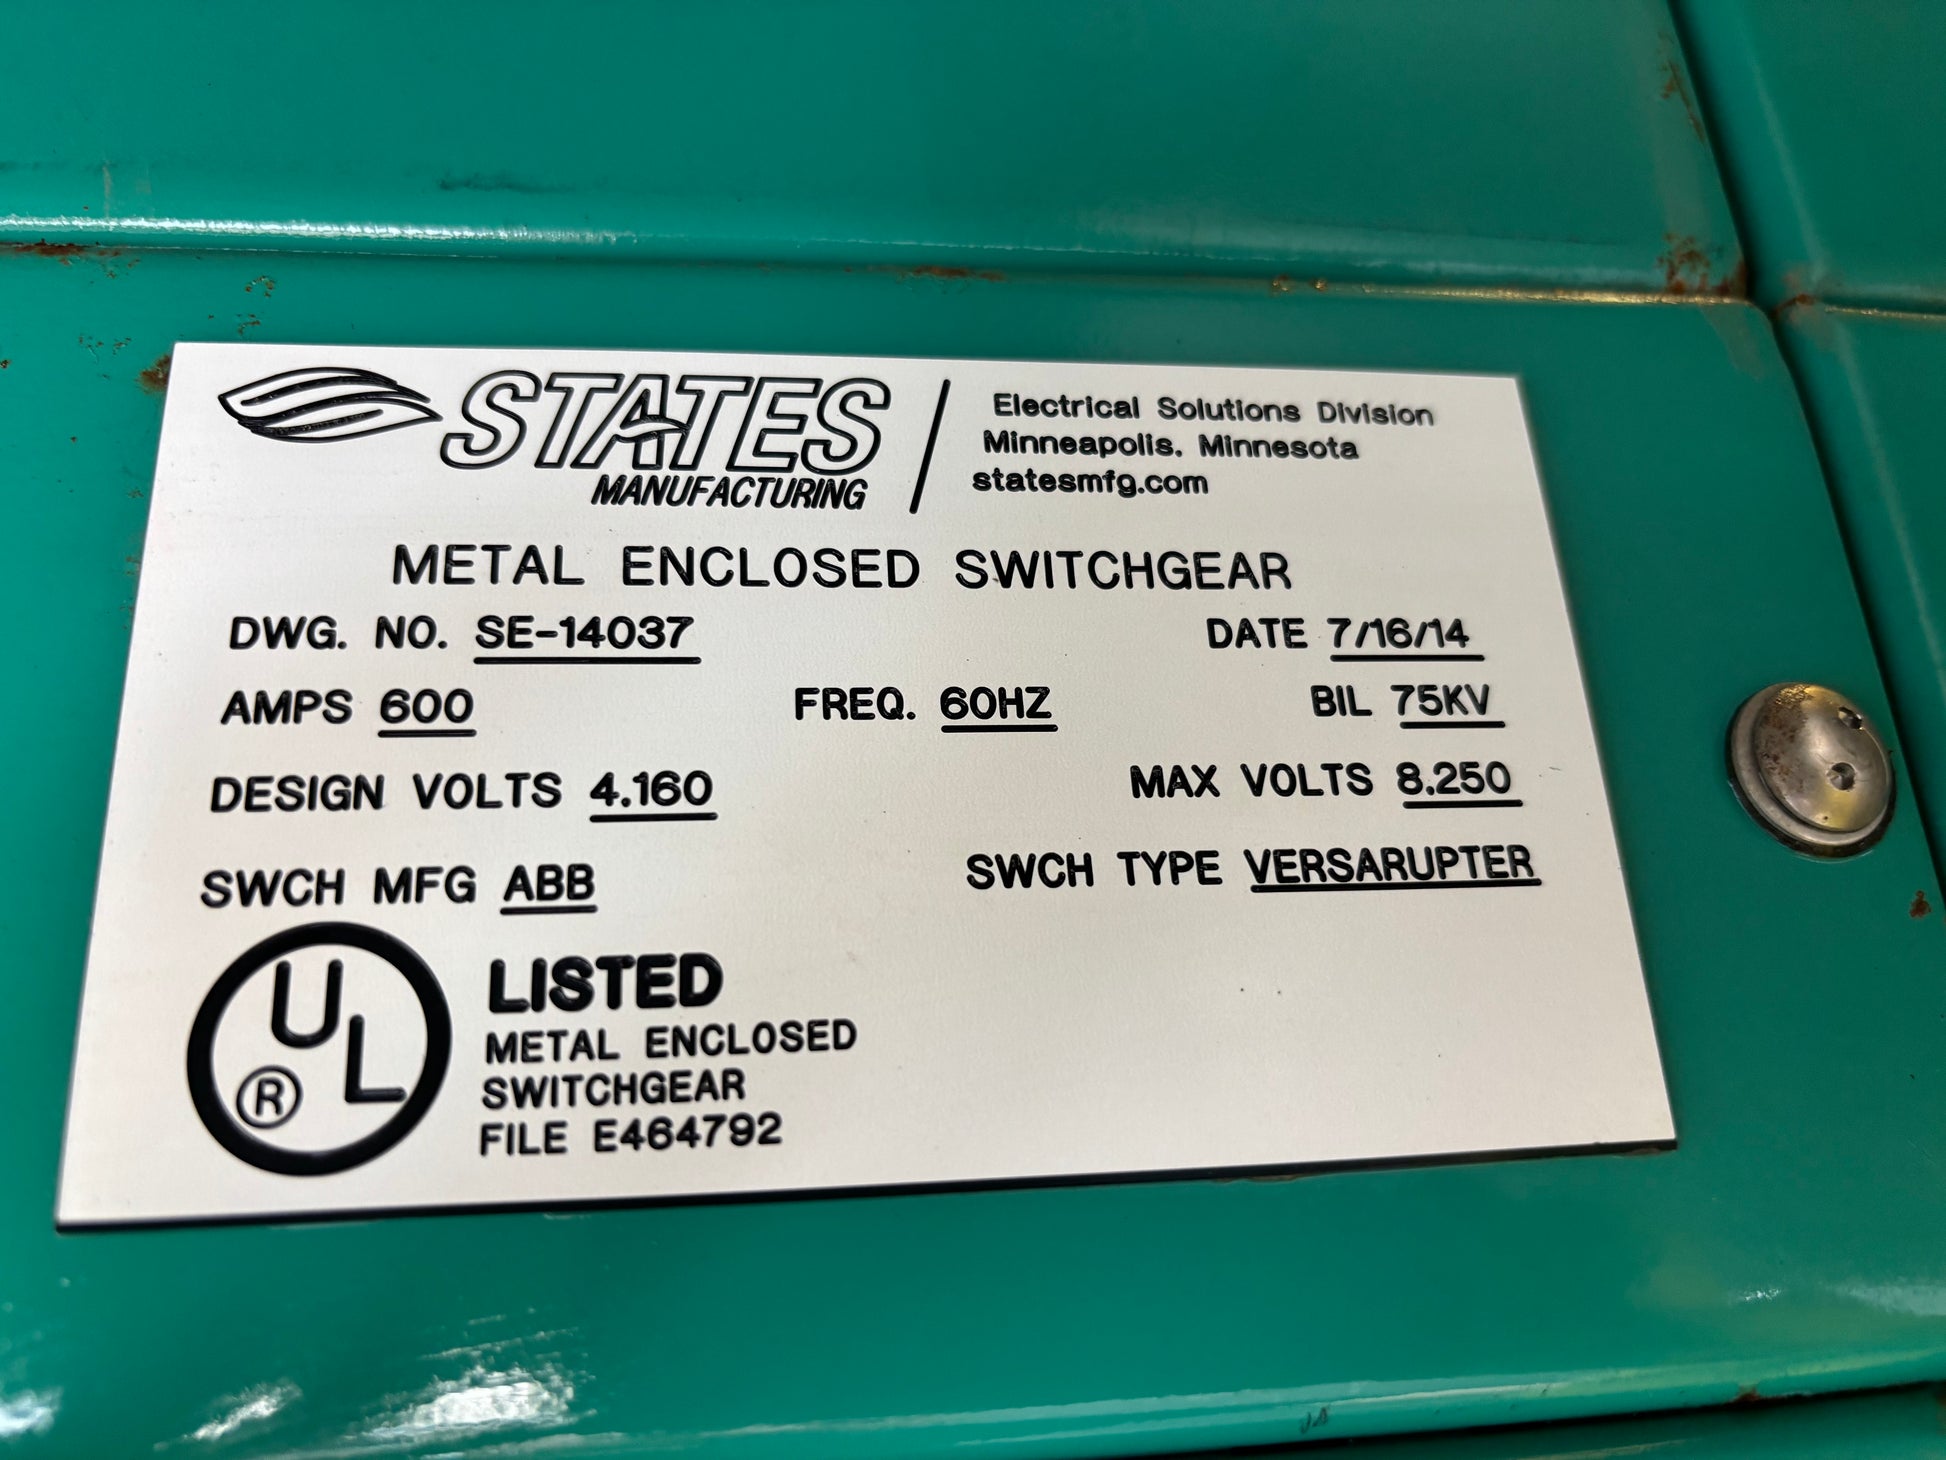 STATES
MANUFACTURING
Electrical Solutions Division
Minneapolis, Minnesota
statesmfg.com
METAL ENCLOSED SWITCHGEAR
DWG. NO. SE-14037 DATE 7/16/14
AMPS 600 FREQ. 60HZ BIL 75KV
DESIGN VOLTS 4.160 MAX VOLTS 8.250
SWCH MFG ABB SWCH TYPE VERSARUPTER
UL ®
LISTED
METAL ENCLOSED
SWITCHGEAR
FILE E464792